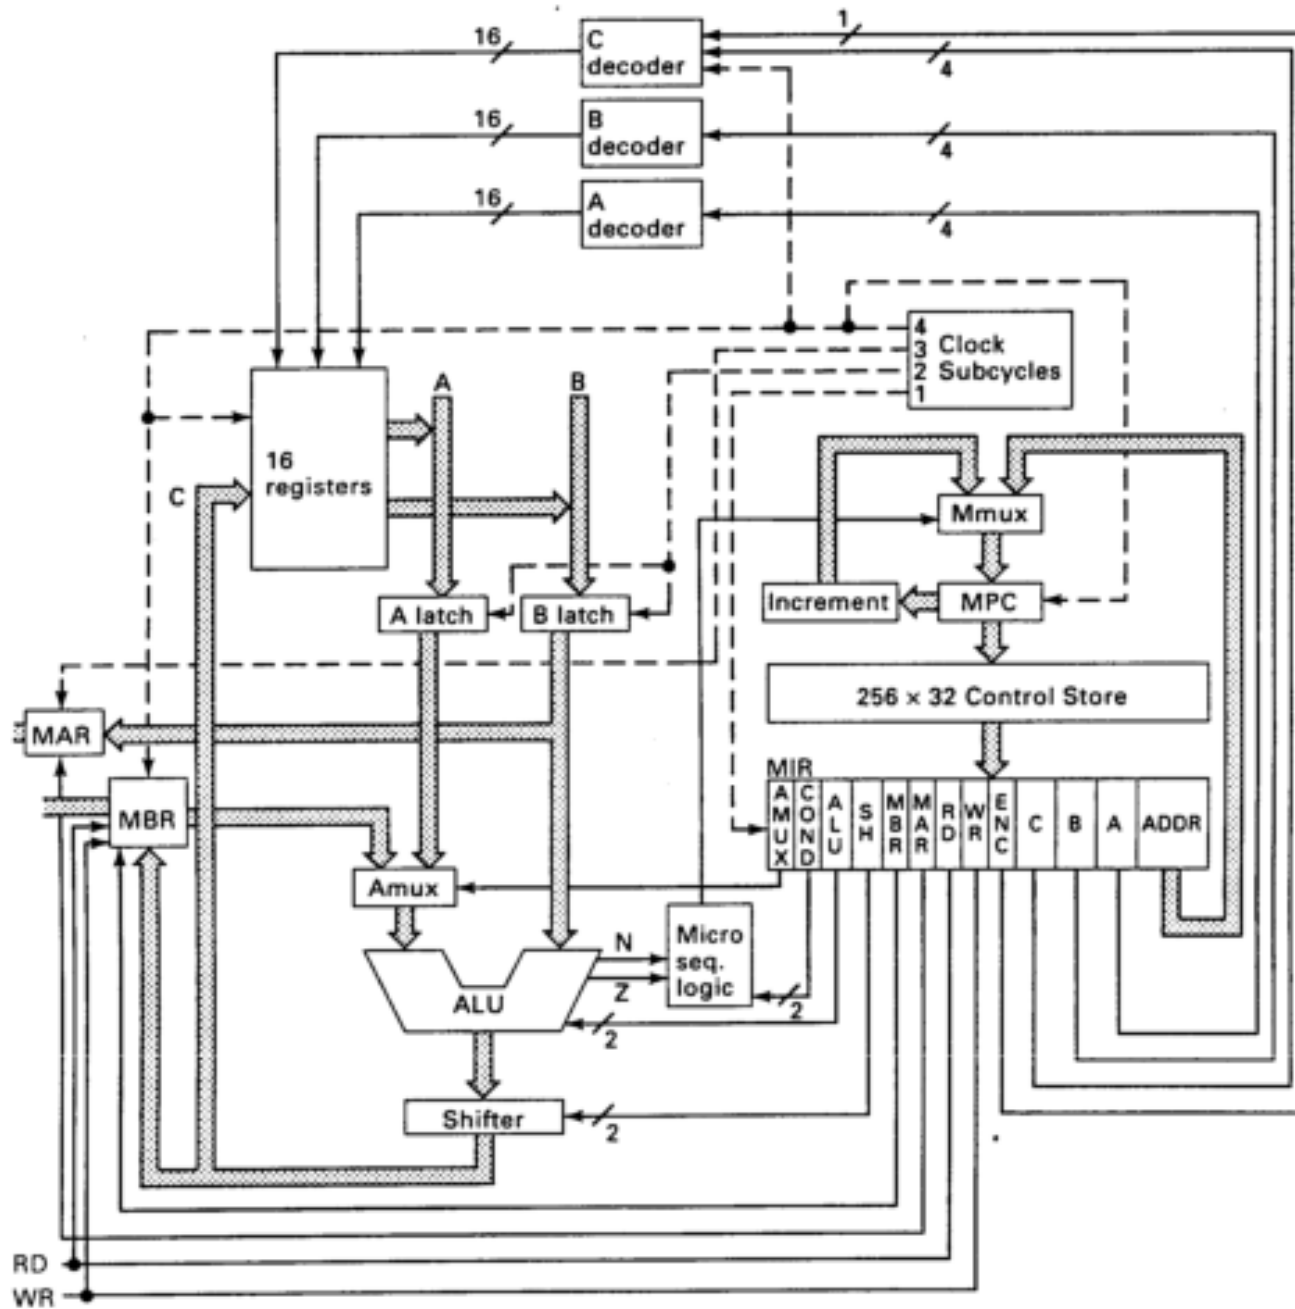 1
16
C
decoder
4
16
B
decoder
4
16
A
decoder
4
4
3
2
1
Clock
Subcycles
A
B
16
registers
C
Mmux
A latch
B latch
Increment
MPC
256 × 32 Control Store
MAR
MIR
MBR
AMUX
COND
ALU
SH
MBR
MAR
RD
WR
ENC
C
B
A
ADDR
Amux
N
Z
Micro
seq.
logic
2
ALU
2
Shifter
2
RD
WR